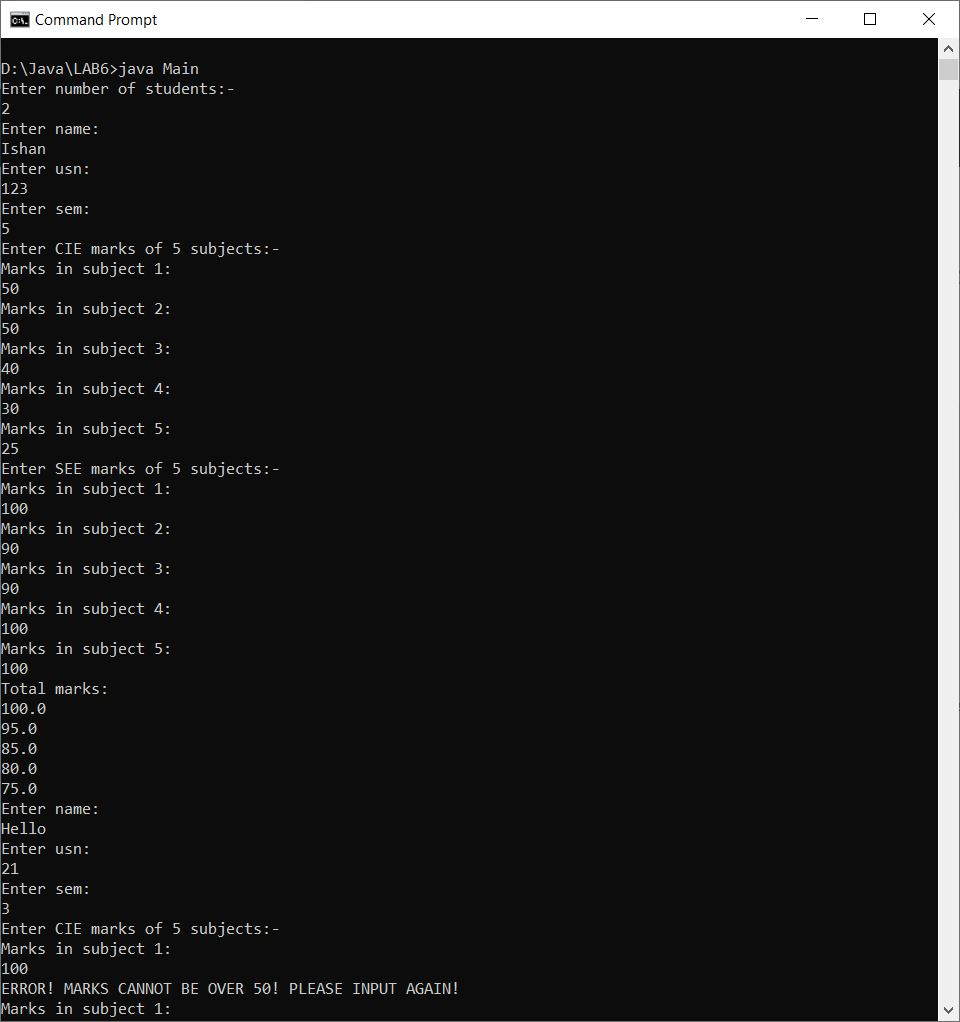 Command Prompt
D:\Java\LAB6>java Main
Enter number of students:-
2
Enter name:
Ishan
Enter usn:
123
Enter sem:
5
Enter CIE marks of 5 subjects:-
Marks in subject 1:
50
Marks in subject 2:
50
Marks in subject 3:
40
Marks in subject 4:
30
Marks in subject 5:
25
Enter SEE marks of 5 subjects:-
Marks in subject 1:
100
Marks in subject 2:
90
Marks in subject 3:
90
Marks in subject 4:
100
Marks in subject 5:
100
Total marks:
100.0
95.0
85.0
80.0
75.0
Enter name:
Hello
Enter usn:
21
Enter sem:
3
Enter CIE marks of 5 subjects:-
Marks in subject 1:
100
ERROR! MARKS CANNOT BE OVER 50! PLEASE INPUT AGAIN!
Marks in subject 1: